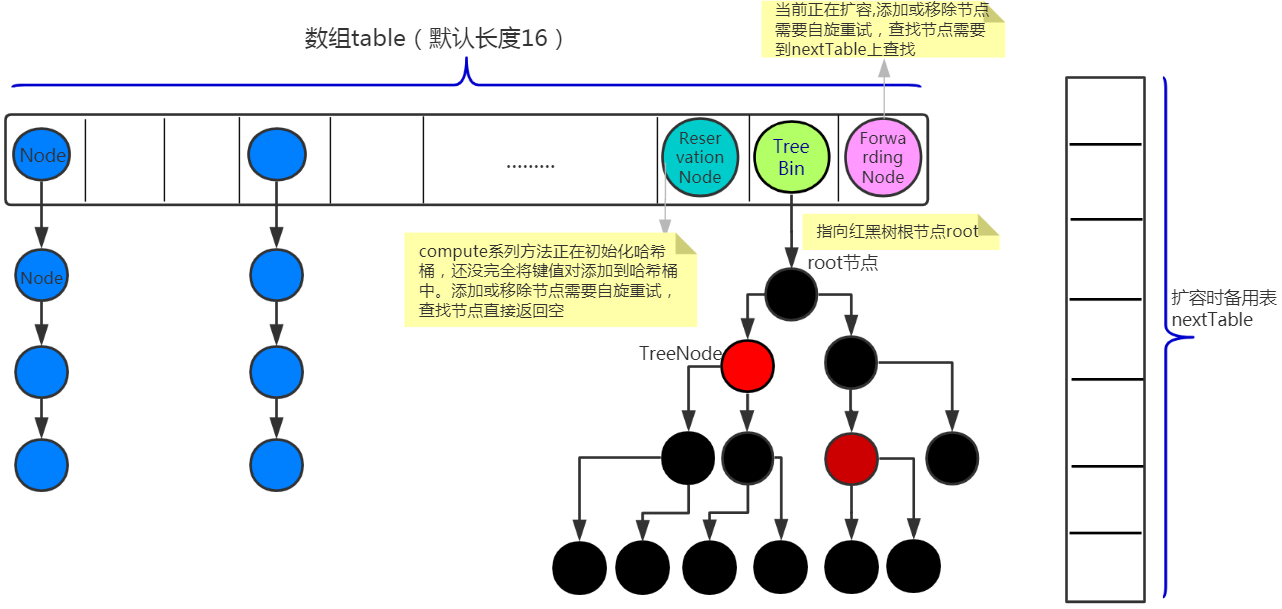 当前正在扩容,添加或移除节点
需要自旋重试，查找节点需要
到nextTable上查找
数组table（默认长度16）
Node
.........
Reser
vation
Node
Tree
Bin
Forwa
rding
Node
指向红黑树根节点root
compute系列方法正在初始化哈希
桶，还没完全将键值对添加到哈希桶
中。添加或移除节点需要自旋重试，
查找节点直接返回空
root节点
Node
扩容时备用表
nextTable
TreeNode